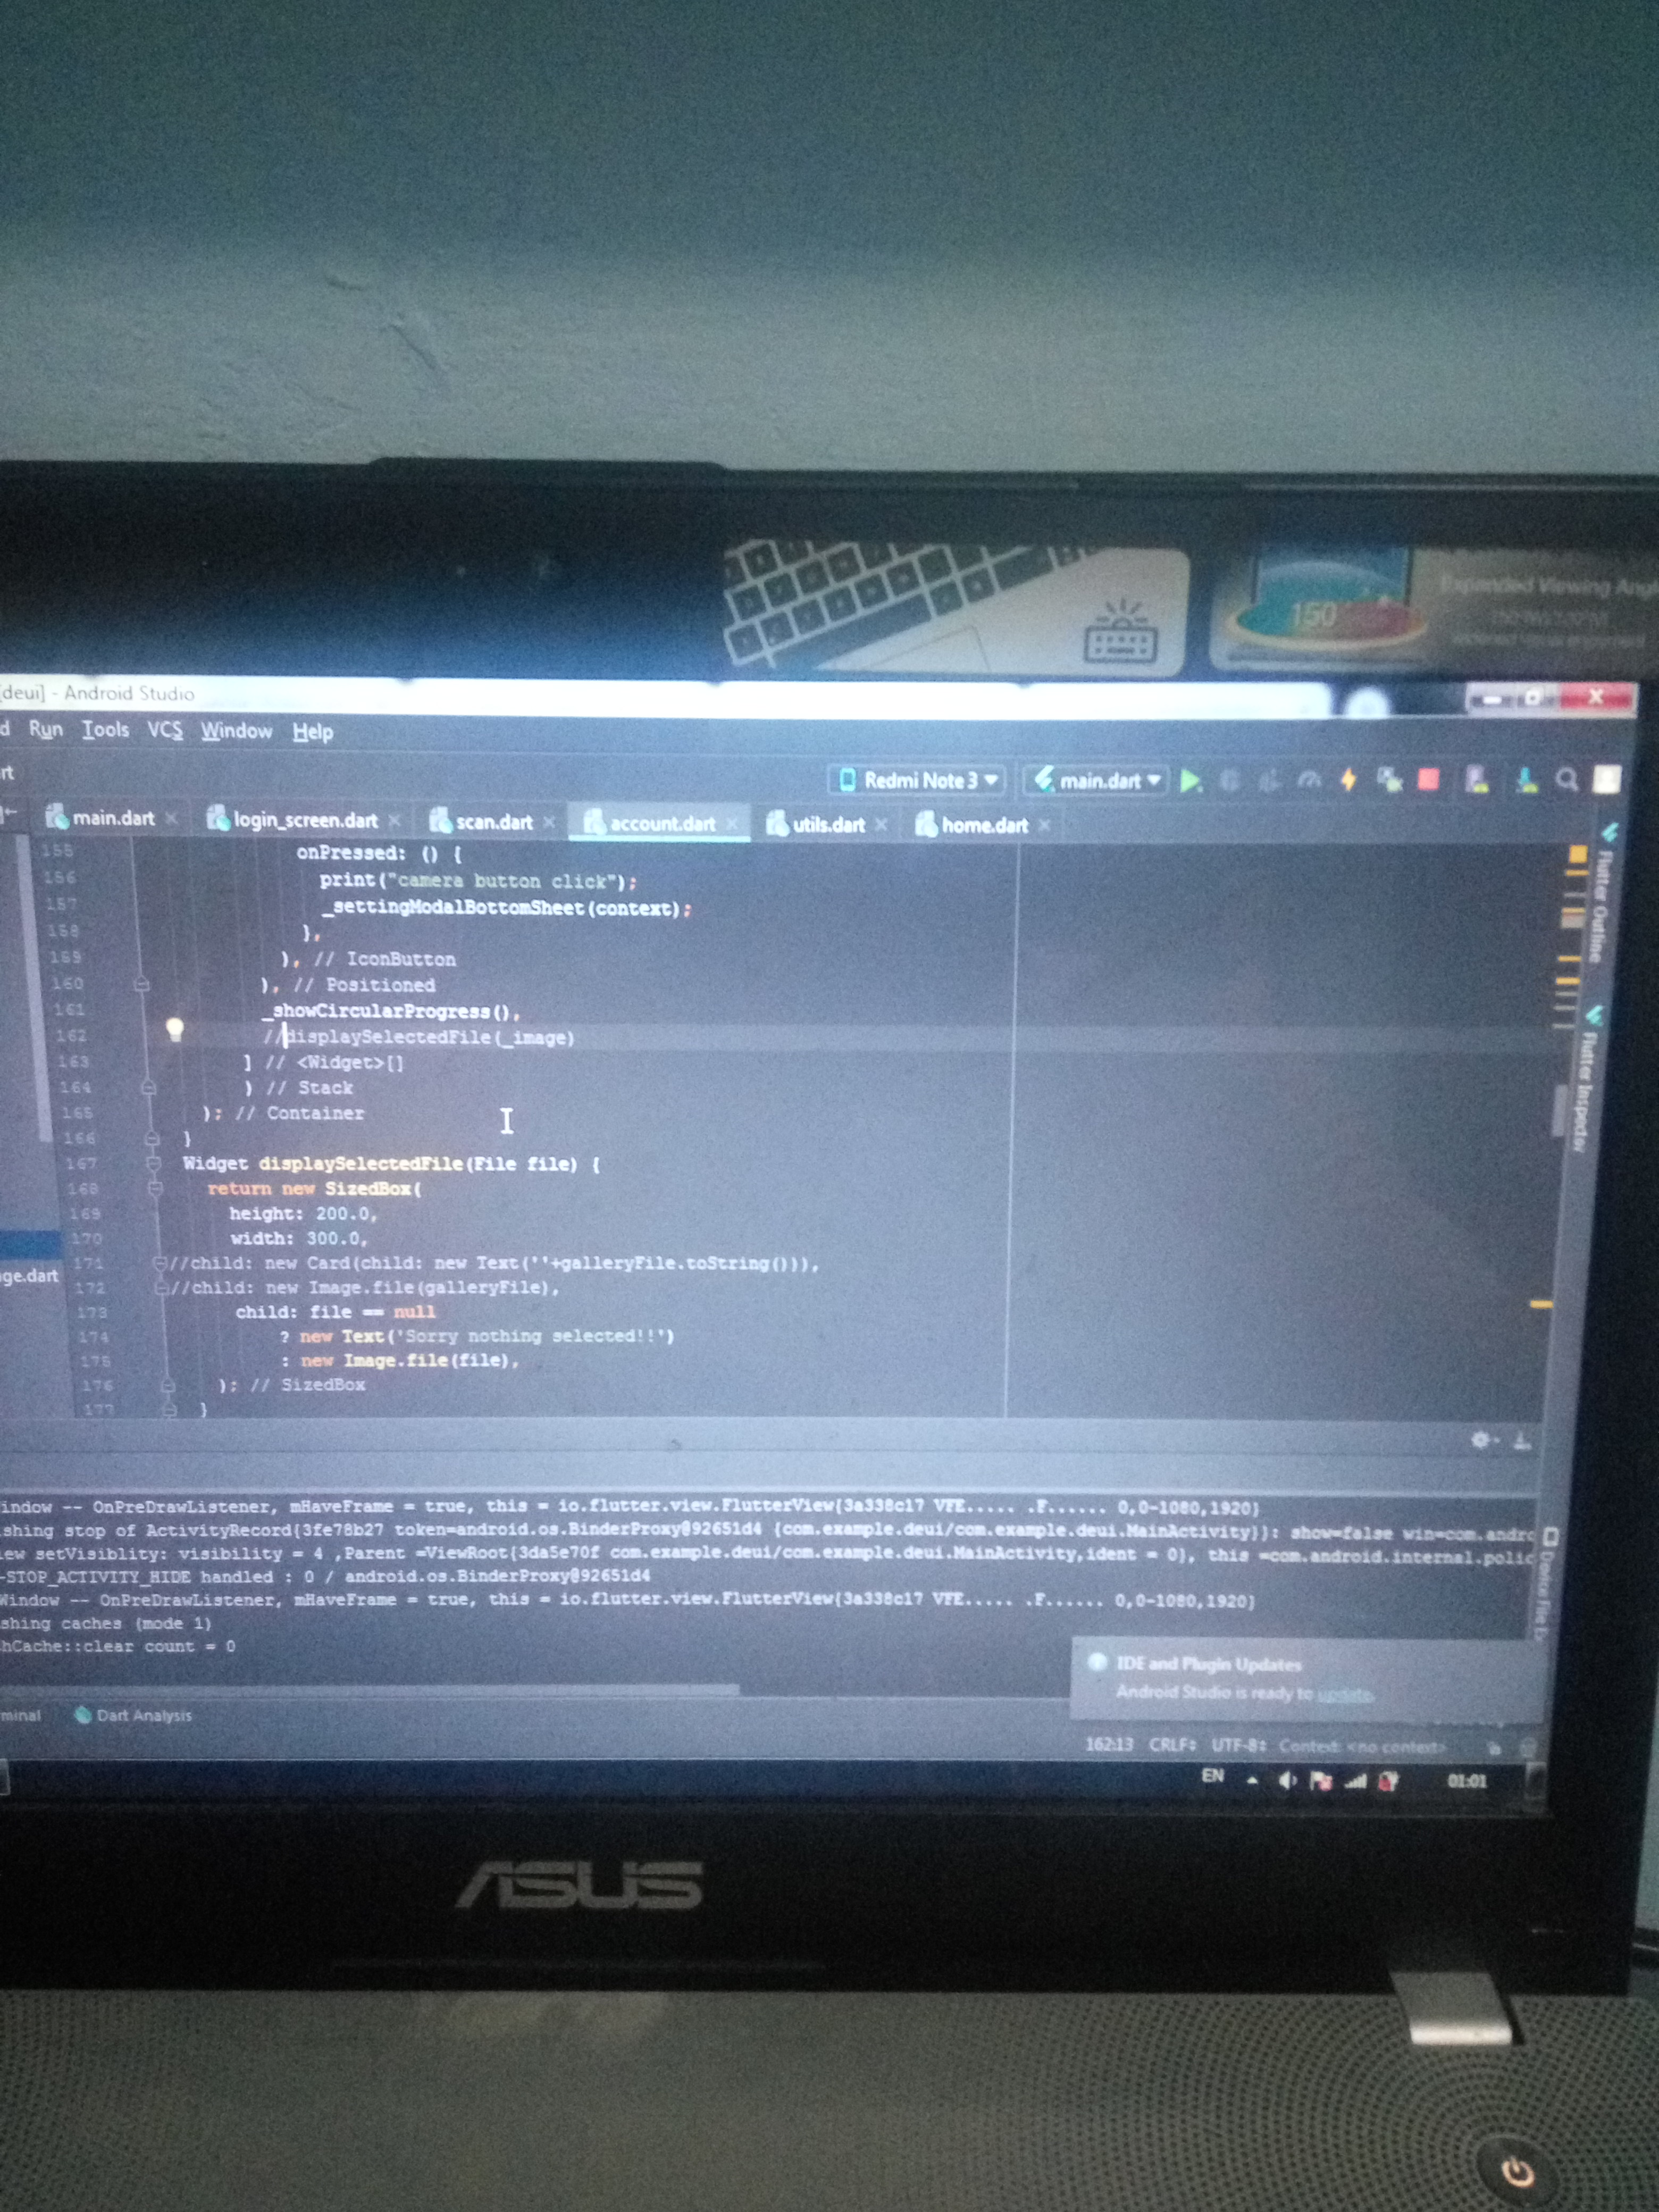 150
Expanded Viewing Angl
[deui] - Android Studio
d Run Tools VCS Window Help
rt
Redmi Note 3
main.dart
main.dart
login_screen.dart
scan.dart
account.dart
utils.dart
home.dart
155 onPressed: () {
156 print("camera button click");
157 _settingModalBottomSheet(context);
158 },
159 ), // IconButton
160 ), // Positioned
161 _showCircularProgress(),
162 //displaySelectedFile(_image)
163 ] // <Widget>[]
164 ) // Stack
165 ); // Container
166 }
167 Widget displaySelectedFile(File file) {
168 return new SizedBox(
169 height: 200.0,
170 width: 300.0,
171 //child: new Card(child: new Text(''+galleryFile.toString())),
172 //child: new Image.file(galleryFile),
173 child: file == null
174 ? new Text('Sorry nothing selected!!')
175 : new Image.file(file),
176 ); // SizedBox
177 }
ge.dart
Flutter Outline
Flutter Inspector
indow -- OnPreDrawListener, mHaveFrame = true, this = io.flutter.view.FlutterView{3a338c17 VFE..... .F...... 0,0-1080,1920}
shing stop of ActivityRecord{3fe78b27 token=android.os.BinderProxy@92651d4 {com.example.deui/com.example.deui.MainActivity}}: show=false win=com.andro
ew setVisiblity: visibility = 4 ,Parent =ViewRoot{3da5e70f com.example.deui/com.example.deui.MainActivity,ident = 0}, this =com.android.internal.polic
-STOP_ACTIVITY_HIDE handled : 0 / android.os.BinderProxy@92651d4
Window -- OnPreDrawListener, mHaveFrame = true, this = io.flutter.view.FlutterView{3a338c17 VFE..... .F...... 0,0-1080,1920}
shing caches (mode 1)
hCache::clear count = 0
Device File E
IDE and Plugin Updates
Android Studio is ready to update.
minal
Dart Analysis
162:13 CRLF UTF-8 Context: <no context>
EN
01:01
ASUS